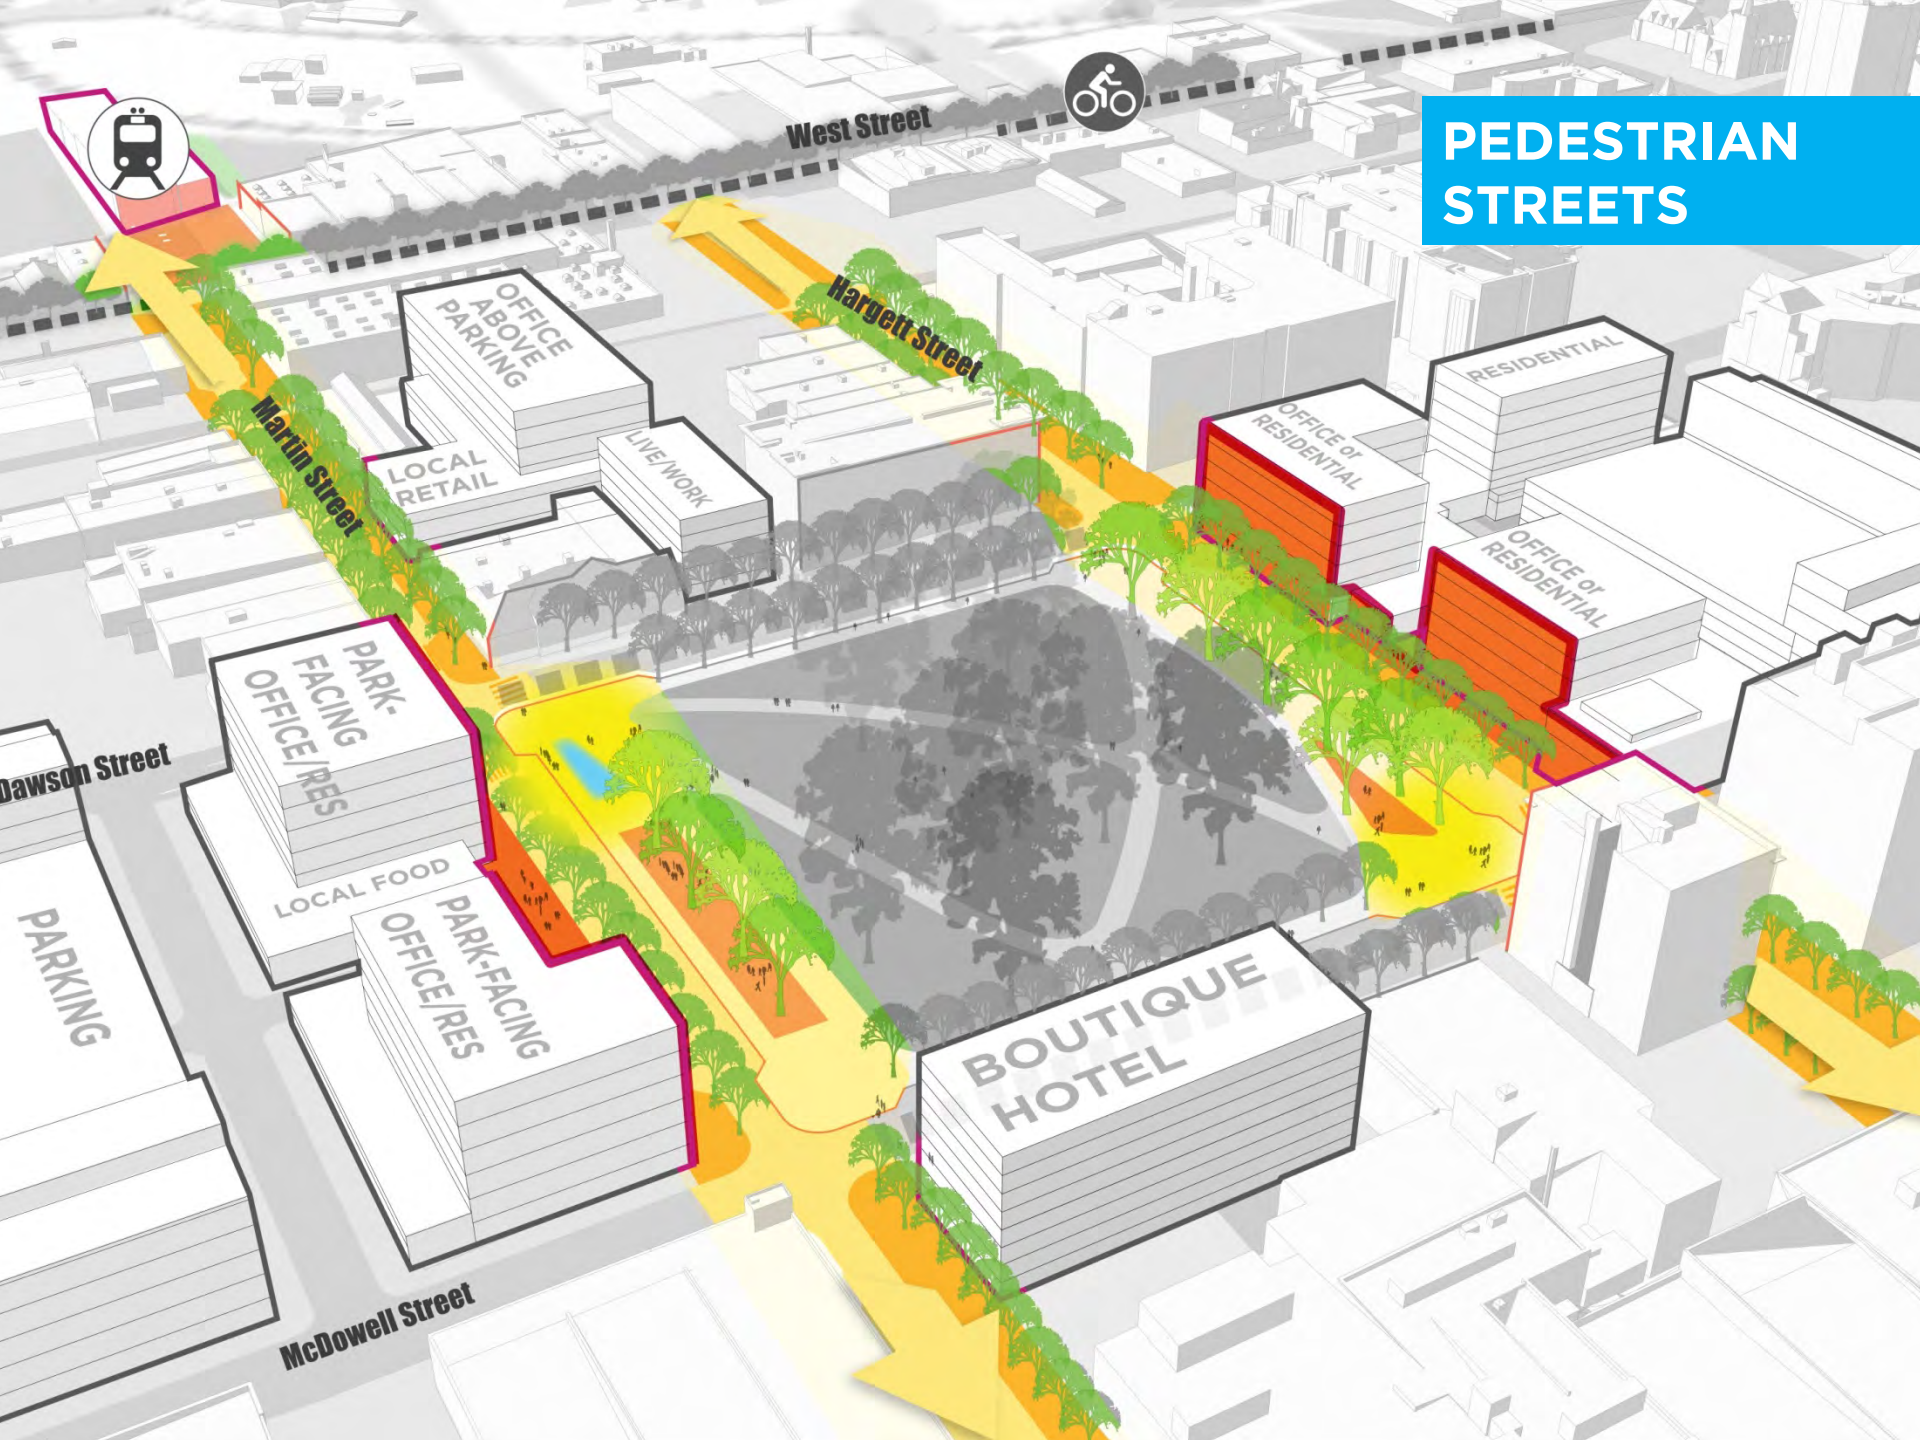 PEDESTRIAN
STREETS
West Street
Hargett Street
Martin Street
OFFICE
ABOVE
PARKING
RESIDENTIAL
OFFICE or
RESIDENTIAL
LOCAL
RETAIL
LIVE/WORK
OFFICE or
RESIDENTIAL
PARK-
FACING
OFFICE/RES
Dawson Street
LOCAL FOOD
PARK-FACING
OFFICE/RES
PARKING
BOUTIQUE
HOTEL
McDowell Street